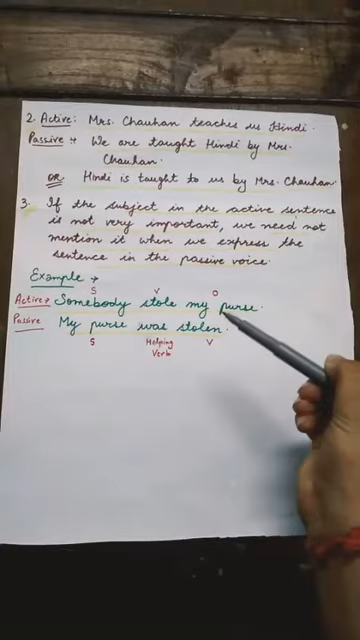 2. Active: Mrs. Chauhan teaches us Hindi.
Passive :→ We are taught Hindi by Mrs.
Chauhan.
OR Hindi is taught to us by Mrs. Chauhan.
3. If the subject in the active sentence
is not very important, we need not
mention it when we express the
sentence in the passive voice.
Example →
S V O
Active:→ Somebody stole my purse.
Passive My purse was stolen.
S Helping V
Verb